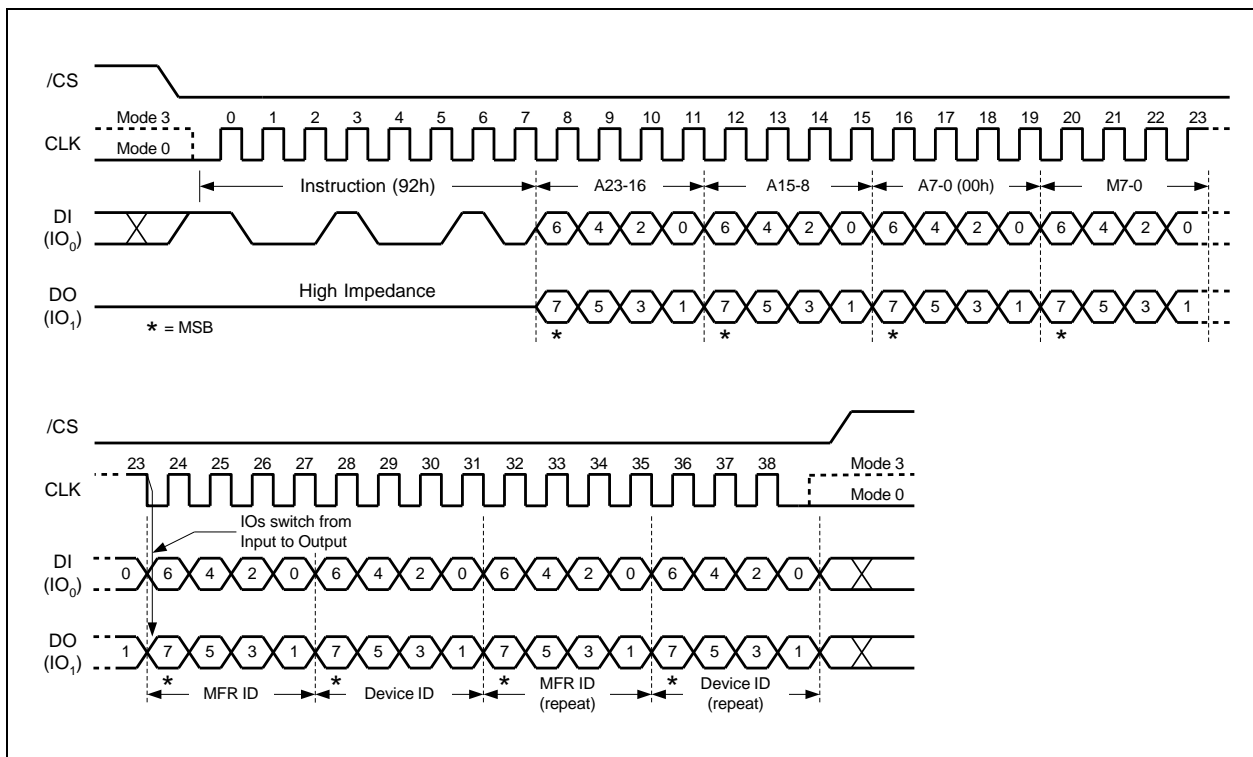 /CS
Mode 3 0 1 2 3 4 5 6 7 8 9 10 11 12 13 14 15 16 17 18 19 20 21 22 23
CLK
Mode 0
Instruction (92h) A23-16 A15-8 A7-0 (00h) M7-0
DI
(IO0) 6 4 2 0 6 4 2 0 6 4 2 0 6 4 2 0
High Impedance
DO
(IO1) 7 5 3 1 7 5 3 1 7 5 3 1 7 5 3 1
* = MSB * * * *
/CS
23 24 25 26 27 28 29 30 31 32 33 34 35 36 37 38 Mode 3
CLK
Mode 0
IOs switch from
Input to Output
DI
(IO0) 0 6 4 2 0 6 4 2 0 6 4 2 0 6 4 2 0
DO
(IO1) 1 7 5 3 1 7 5 3 1 7 5 3 1 7 5 3 1
* * * *
MFR ID Device ID MFR ID
(repeat) Device ID
(repeat)